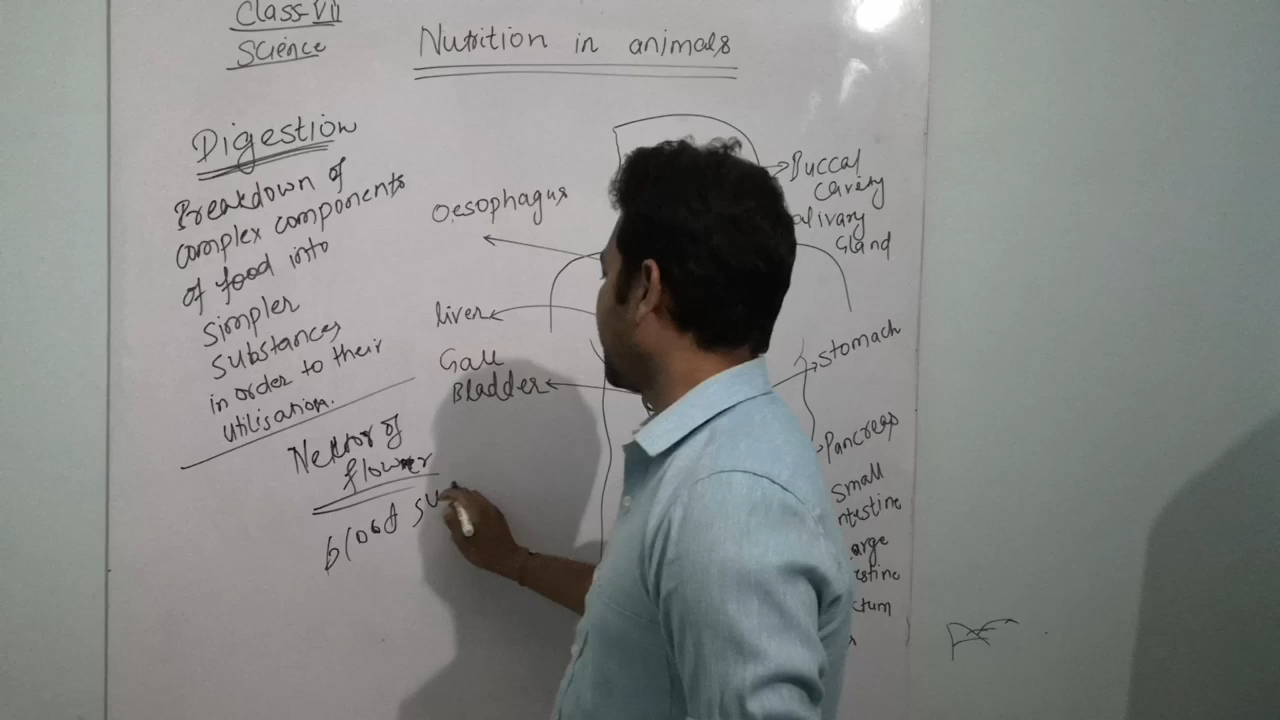 Class-VII
Science
Nutrition in animals
Digestion
Breakdown of
complex components
of food into
simpler
substances
in order to their
utilisation.
Nector of
flower
blood su
Oesophagus
liver
Gall
Bladder
Buccal
cavity
alivary
Gland
Stomach
Pancreas
Small
ntestine
arge
estine
ctum